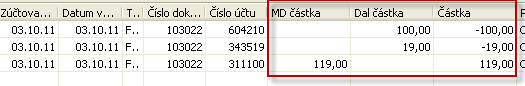 Zúčtova... Datum v... T... Číslo dok... Číslo účtu MD částka Dal částka Částka
03.10.11 03.10.11 F... 103022 604210 100,00 -100,00
03.10.11 03.10.11 F... 103022 343519 19,00 -19,00
03.10.11 03.10.11 F... 103022 311100 119,00 119,00